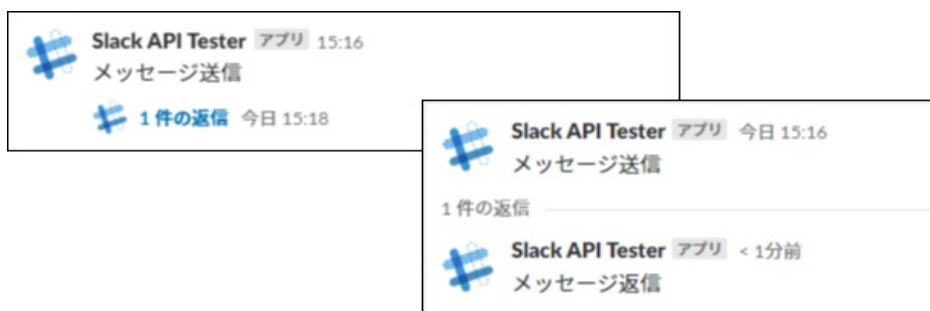 Slack API Tester アプリ 15:16
メッセージ送信
1 件の返信 今日 15:18
Slack API Tester アプリ 今日 15:16
メッセージ送信
1 件の返信
Slack API Tester アプリ < 1分前
メッセージ返信